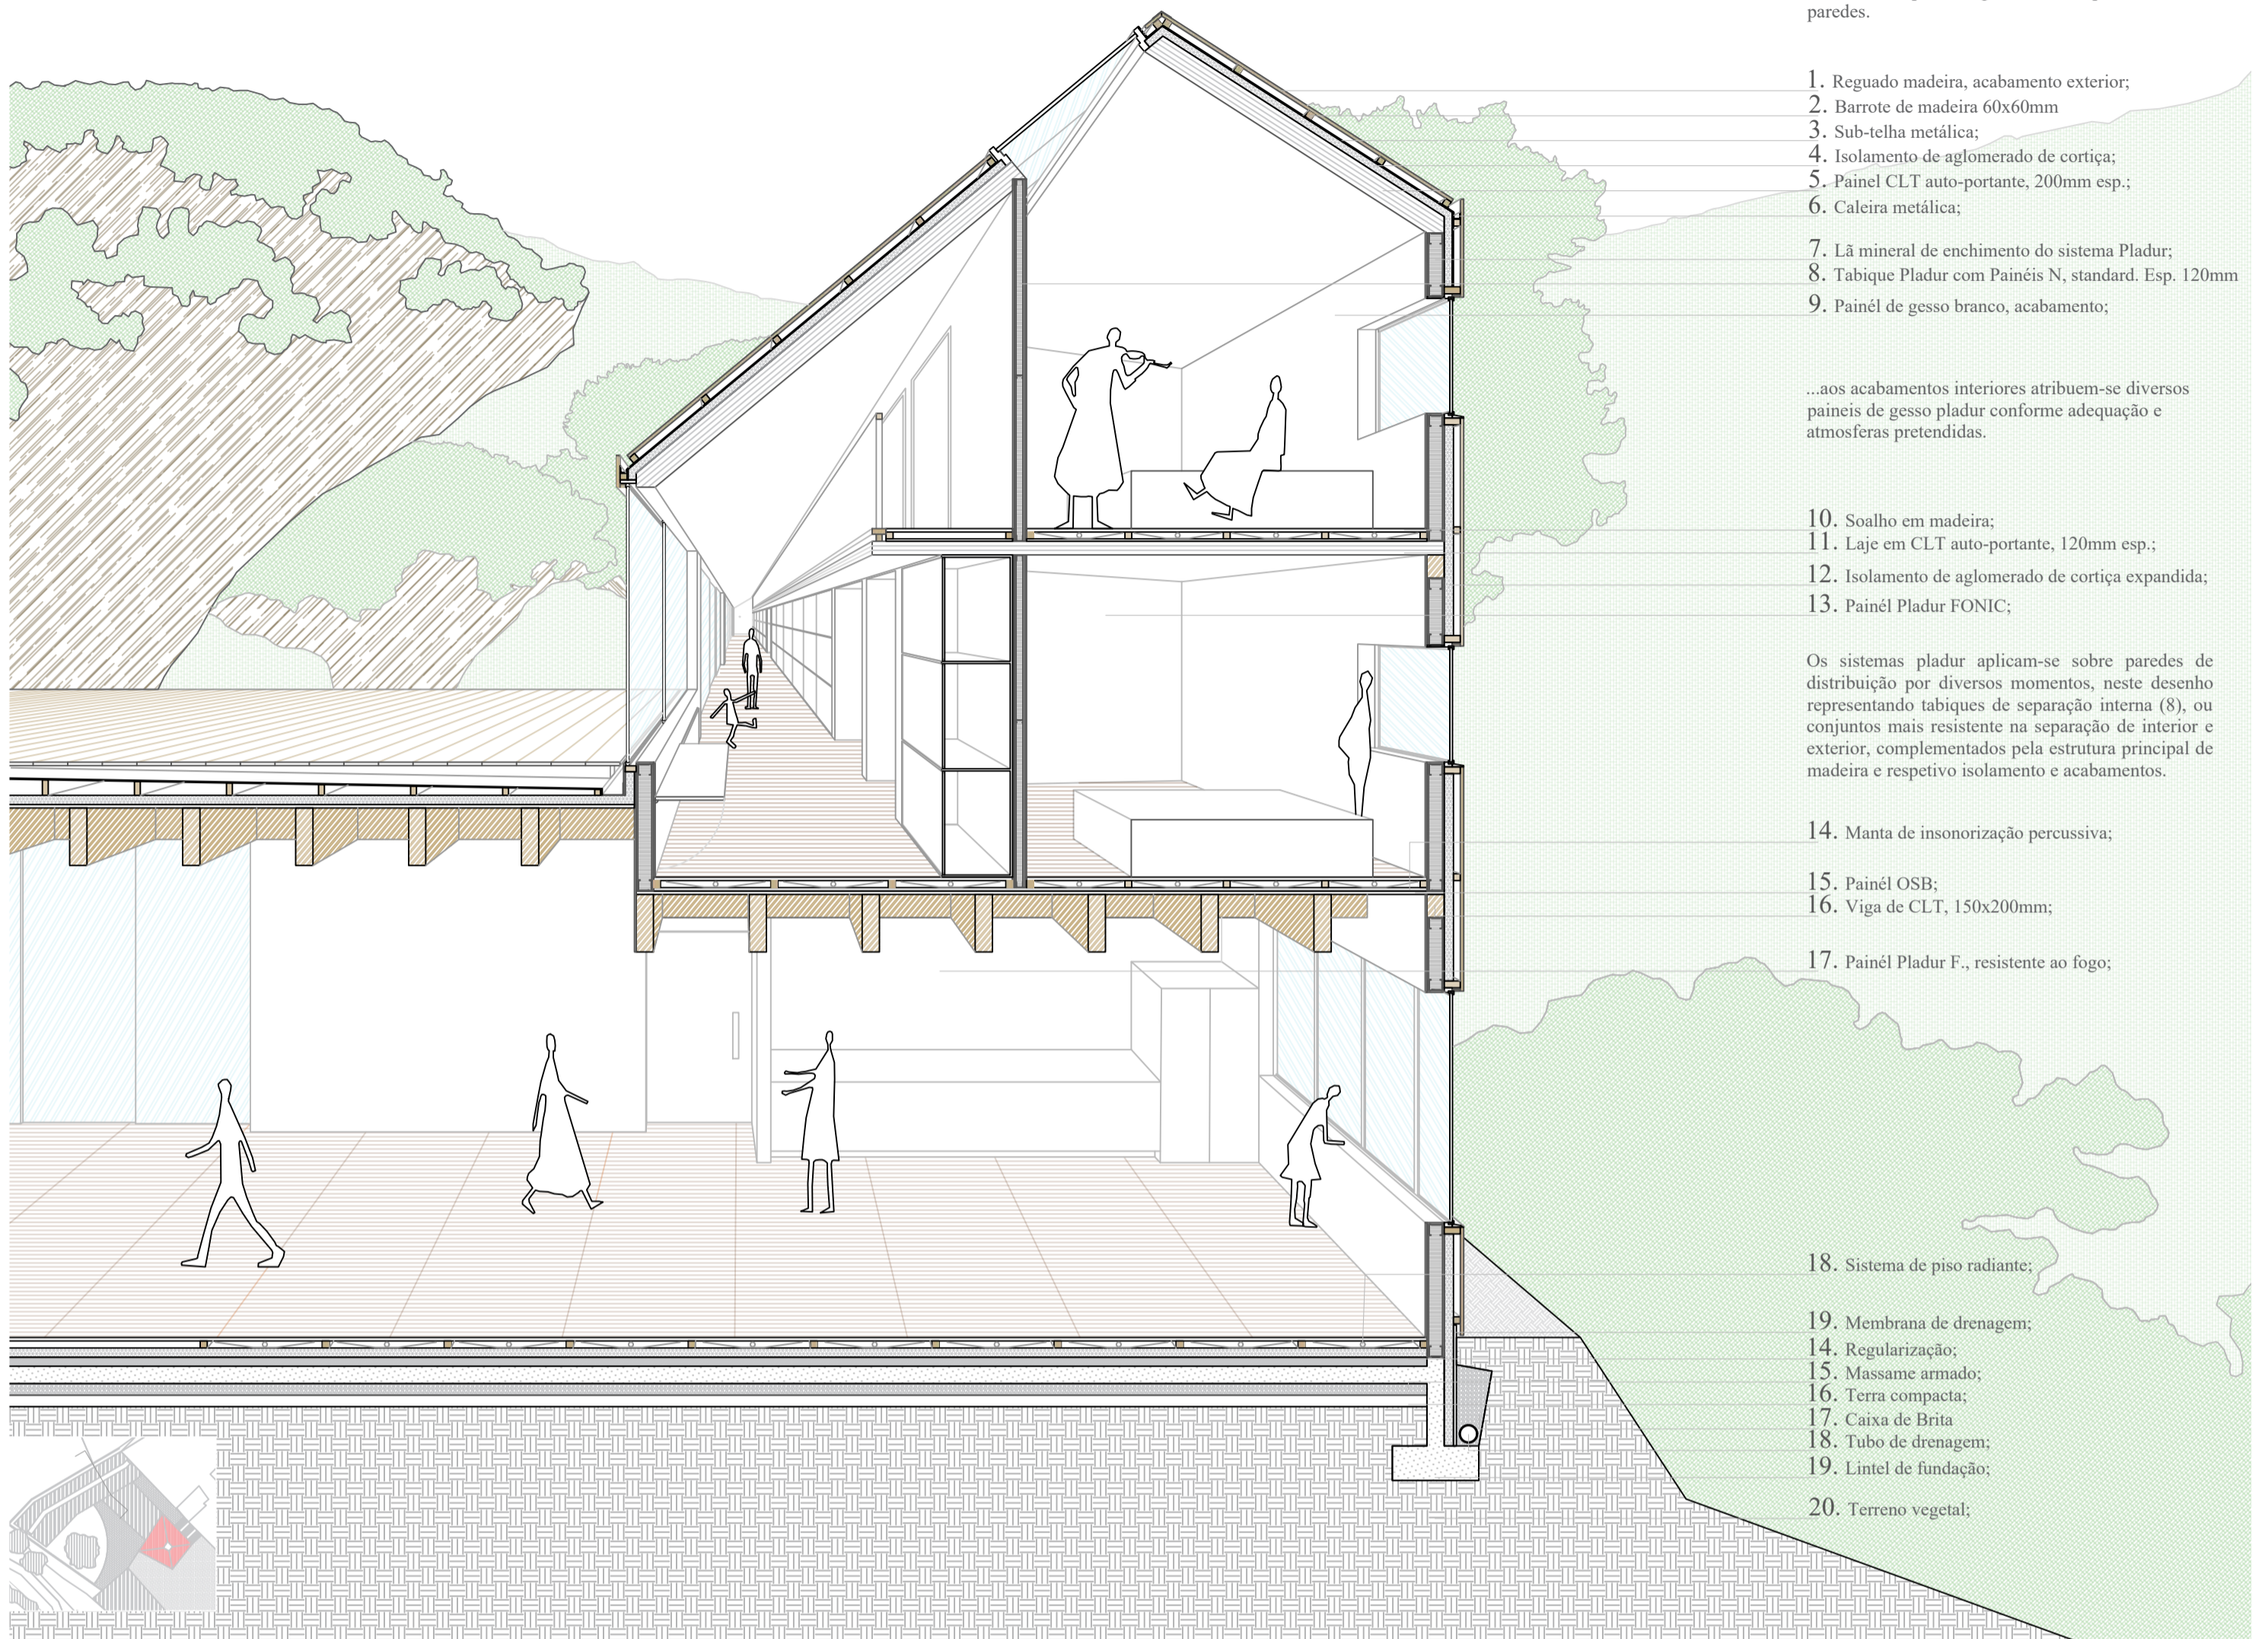 paredes.
1. Reguado madeira, acabamento exterior;
2. Barrote de madeira 60x60mm
3. Sub-telha metálica;
4. Isolamento de aglomerado de cortiça;
5. Painel CLT auto-portante, 200mm esp.;
6. Caleira metálica;
7. Lã mineral de enchimento do sistema Pladur;
8. Tabique Pladur com Painéis N, standard. Esp. 120mm
9. Painél de gesso branco, acabamento;
...aos acabamentos interiores atribuem-se diversos
paineis de gesso pladur conforme adequação e
atmosferas pretendidas.
10. Soalho em madeira;
11. Laje em CLT auto-portante, 120mm esp.;
12. Isolamento de aglomerado de cortiça expandida;
13. Painél Pladur FONIC;
Os sistemas pladur aplicam-se sobre paredes de
distribuição por diversos momentos, neste desenho
representando tabiques de separação interna (8), ou
conjuntos mais resistente na separação de interior e
exterior, complementados pela estrutura principal de
madeira e respetivo isolamento e acabamentos.
14. Manta de insonorização percussiva;
15. Painél OSB;
16. Viga de CLT, 150x200mm;
17. Painél Pladur F., resistente ao fogo;
18. Sistema de piso radiante;
19. Membrana de drenagem;
14. Regularização;
15. Massame armado;
16. Terra compacta;
17. Caixa de Brita
18. Tubo de drenagem;
19. Lintel de fundação;
20. Terreno vegetal;